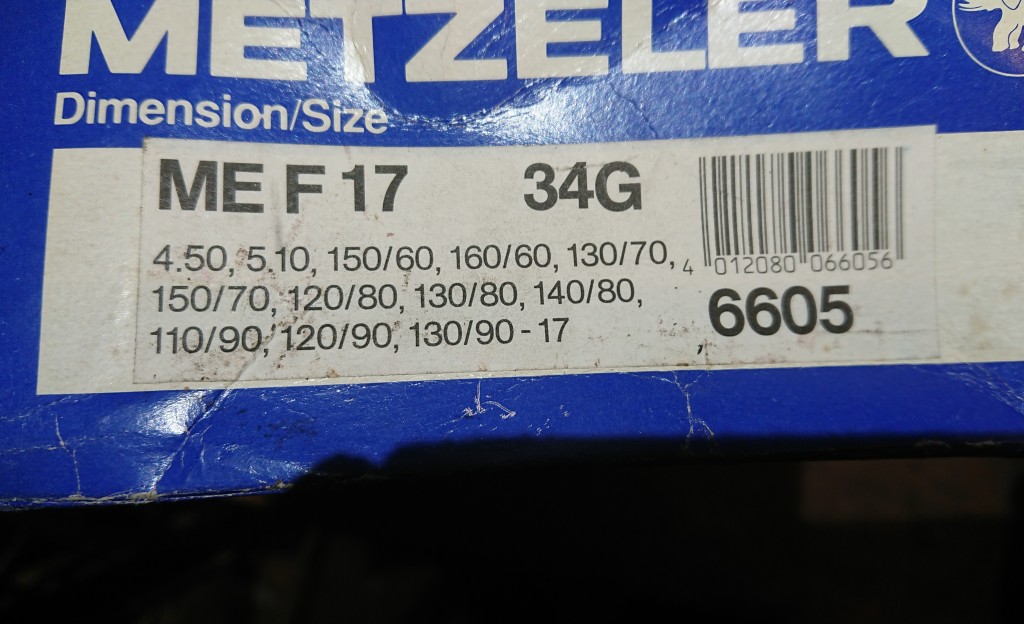 METZELER
Dimension/Size
ME F 17 34G
4.50, 5.10, 150/60, 160/60, 130/70,
150/70, 120/80, 130/80, 140/80,
110/90, 120/90, 130/90 - 17
4 012080 066056
6605